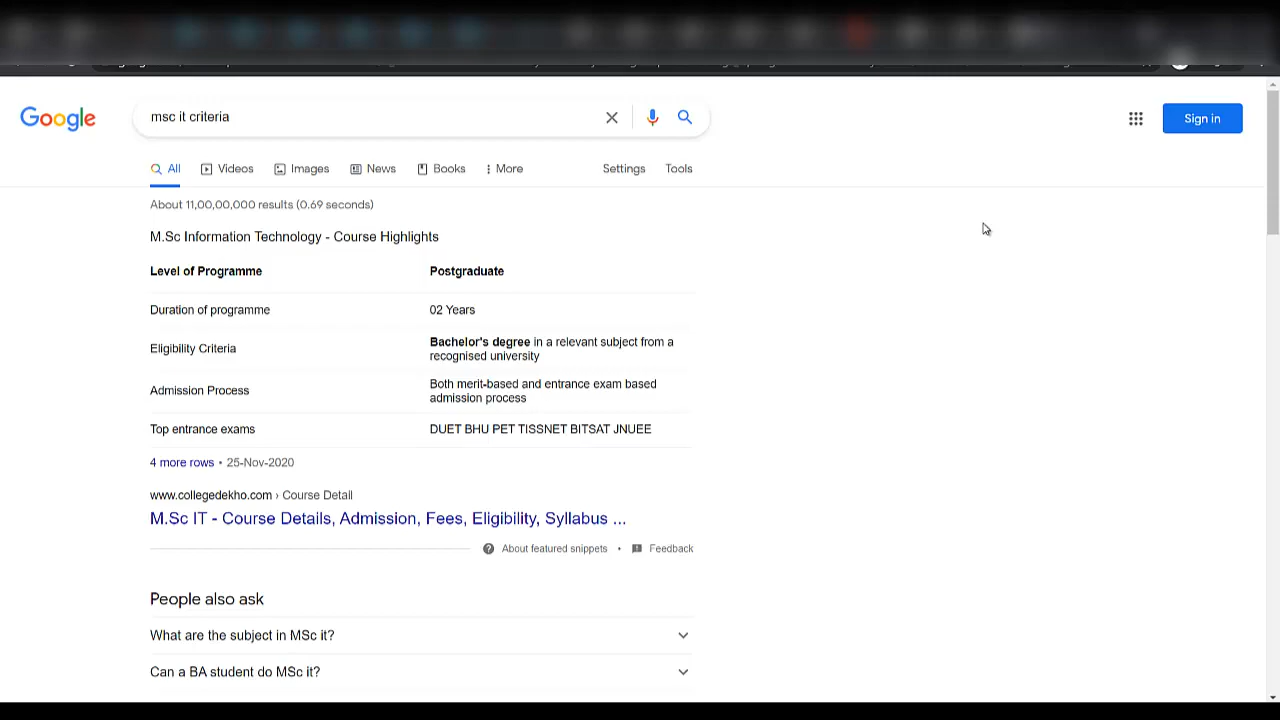 Google
msc it criteria
Sign in
All Videos Images News Books More Settings Tools
About 11,00,00,000 results (0.69 seconds)
M.Sc Information Technology - Course Highlights
Level of Programme Postgraduate
Duration of programme 02 Years
Eligibility Criteria Bachelor's degree in a relevant subject from a
recognised university
Admission Process Both merit-based and entrance exam based
admission process
Top entrance exams DUET BHU PET TISSNET BITSAT JNUEE
4 more rows • 25-Nov-2020
www.collegedekho.com › Course Detail
M.Sc IT - Course Details, Admission, Fees, Eligibility, Syllabus ...
About featured snippets • Feedback
People also ask
What are the subject in MSc it?
Can a BA student do MSc it?